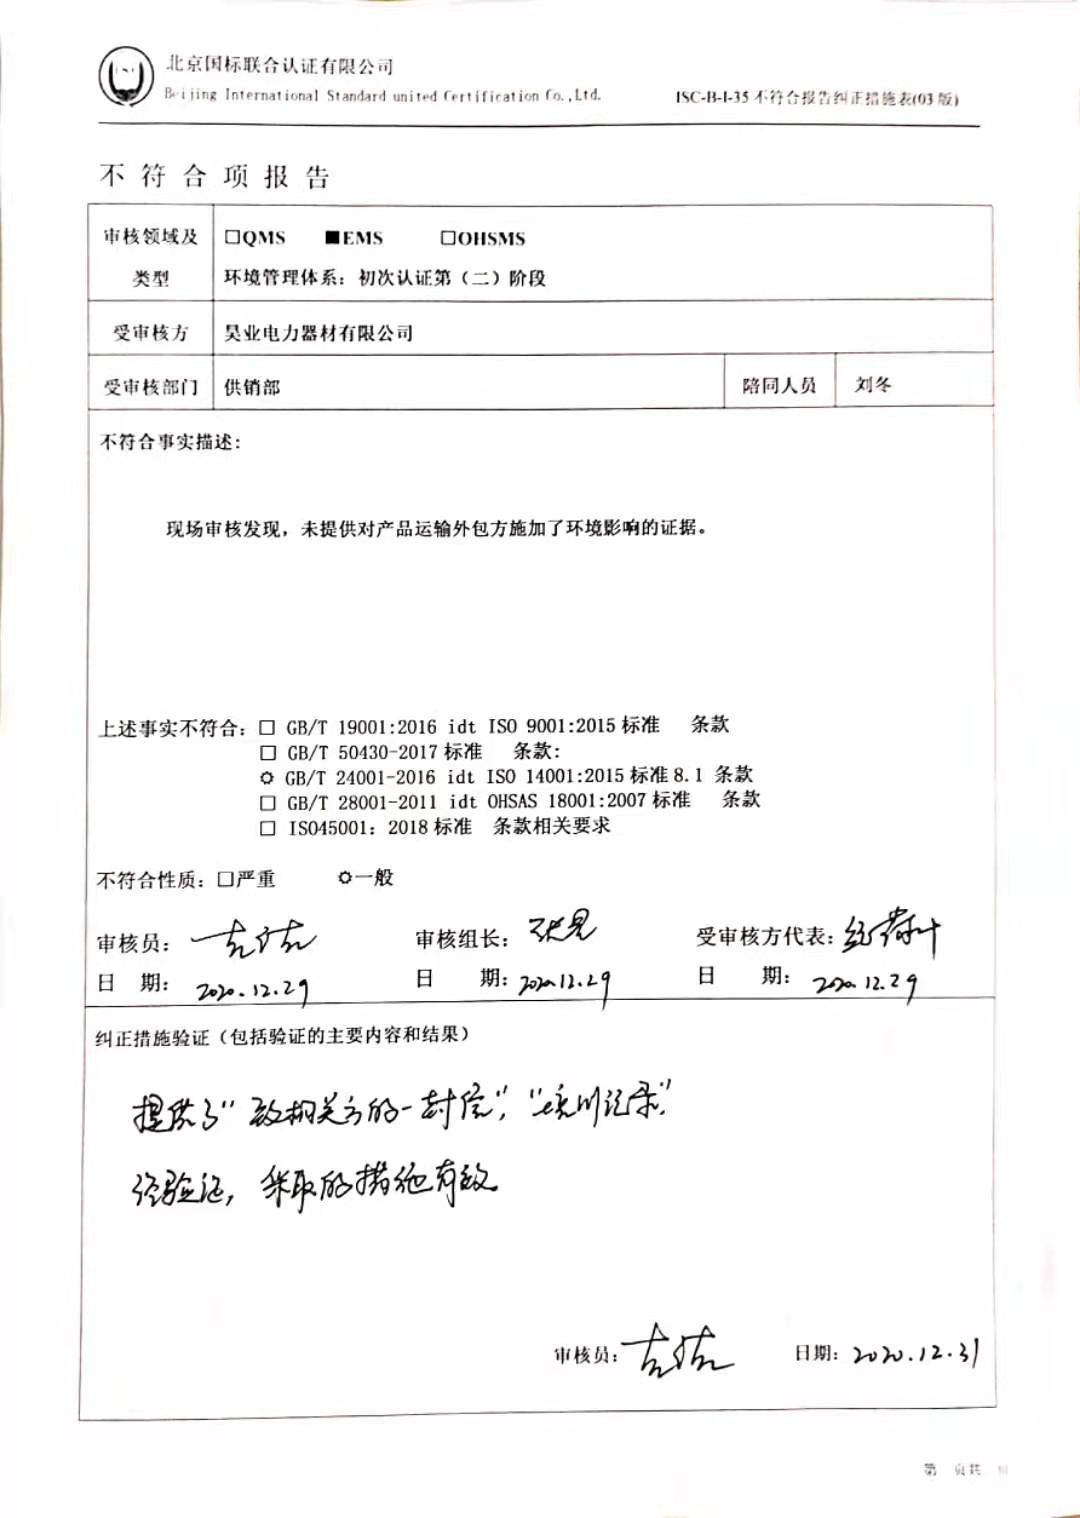 北京国标联合认证有限公司
Beijing International Standard united Certification Co.,Ltd.
ISC-B-I-35 不符合报告纠正措施表(03 版)
不符合项报告
审核领域及类型
□QMS ■EMS □OHSMS
环境管理体系：初次认证第（二）阶段
受审核方 昊业电力器材有限公司
受审核部门 供销部 陪同人员 刘冬
不符合事实描述：
现场审核发现，未提供对产品运输外包方施加了环境影响的证据。
上述事实不符合：□ GB/T 19001:2016 idt ISO 9001:2015 标准 条款
□ GB/T 50430-2017 标准 条款:
✡ GB/T 24001-2016 idt ISO 14001:2015 标准 8.1 条款
□ GB/T 28001-2011 idt OHSAS 18001:2007 标准 条款
□ ISO45001：2018 标准 条款相关要求
不符合性质：□严重 ✡一般
审核员： 审核组长： 受审核方代表：
日 期： 2020.12.29 日 期： 2020.12.29 日 期： 2020.12.29
纠正措施验证（包括验证的主要内容和结果）
提供了“致相关方的一封信”，“培训记录”
经验证，采取的措施有效
审核员： 日期： 2020.12.31
第 页共 页